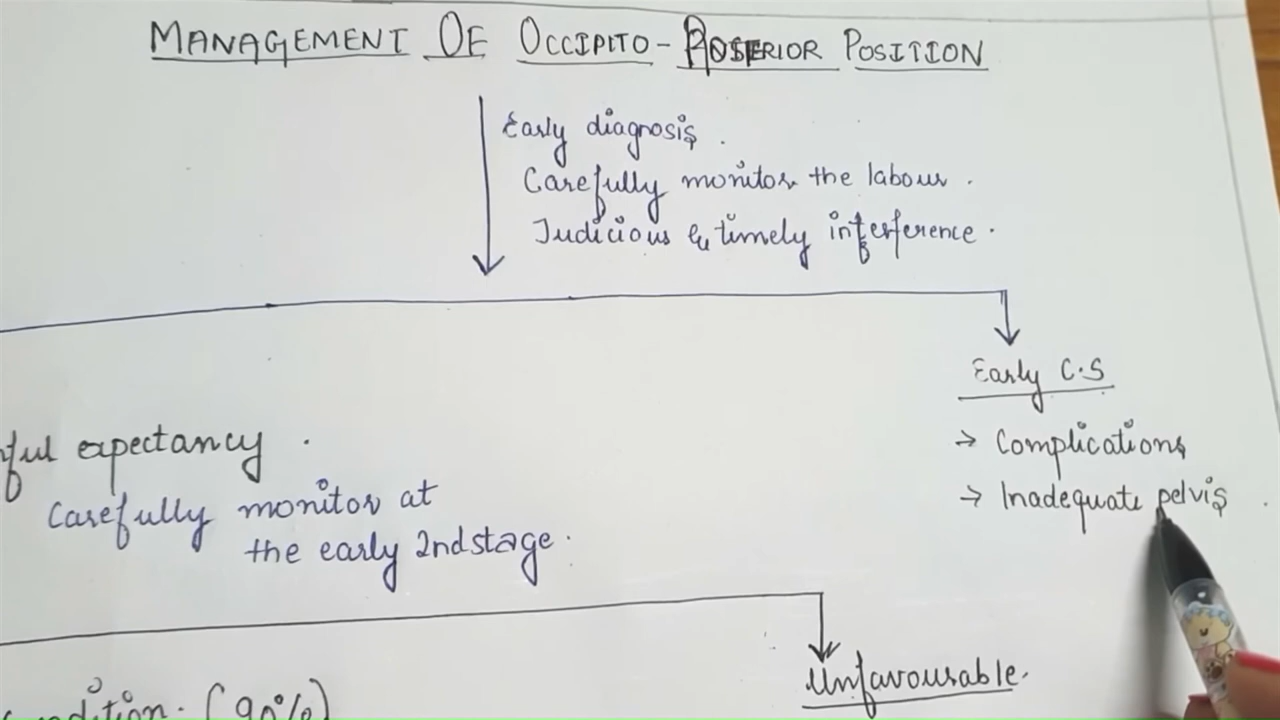 MANAGEMENT OF OCCIPITO-POSTERIOR POSITION
Early diagnosis.
Carefully monitor the labour.
Judicious & timely interference.
Early C.S
→ Complications
→ Inadequate pelvis.
expectancy.
Carefully monitor at
the early 2nd stage.
Unfavourable.
(90%)